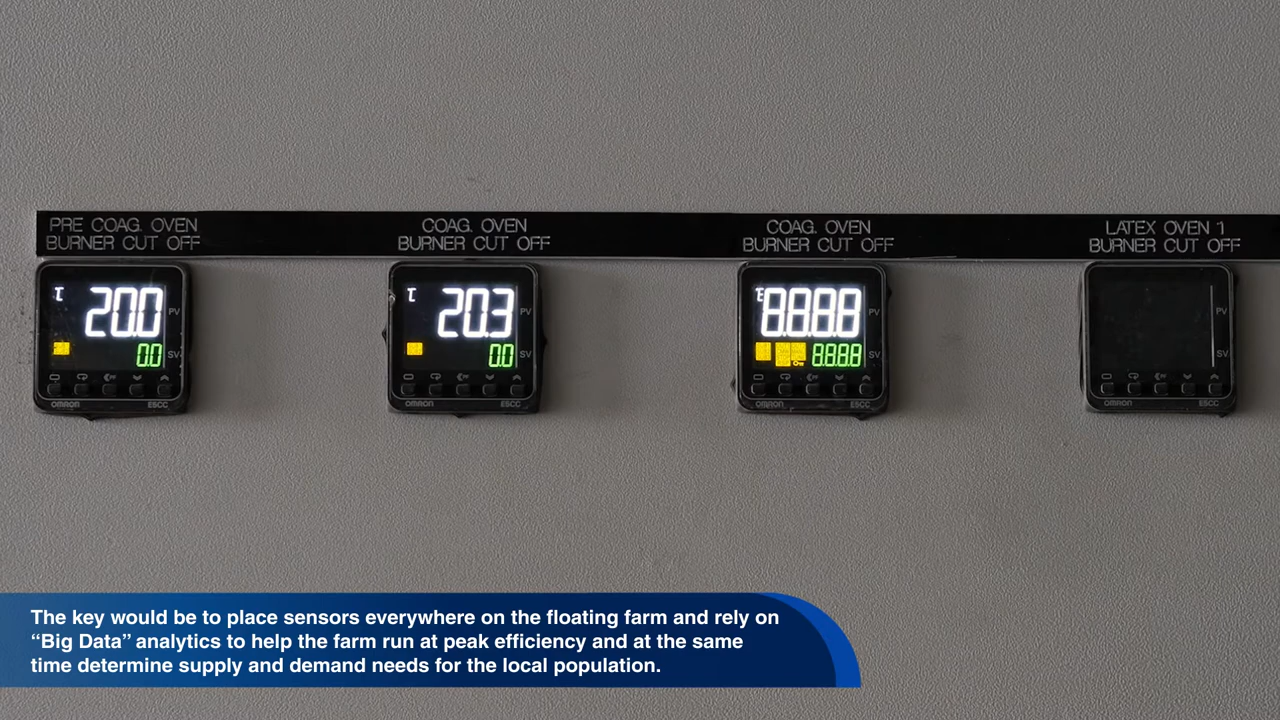 PRE COAG. OVEN
BURNER CUT OFF
COAG. OVEN
BURNER CUT OFF
COAG. OVEN
BURNER CUT OFF
LATEX OVEN 1
BURNER CUT OFF
20.0
PV
0.0
SV
OMRON E5CC
20.3
PV
0.0
SV
OMRON E5CC
8.8.8.8
PV
8.8.8.8
SV
OMRON E5CC
PV
SV
OMRON E5CC
The key would be to place sensors everywhere on the floating farm and rely on
“Big Data” analytics to help the farm run at peak efficiency and at the same
time determine supply and demand needs for the local population.